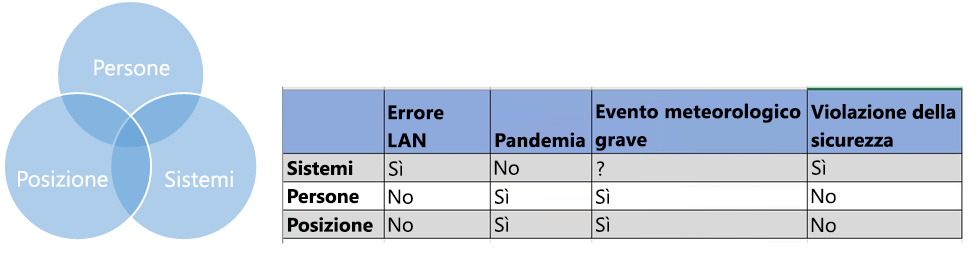 Persone
Posizione Sistemi
Errore LAN Pandemia Evento meteorologico grave Violazione della sicurezza
Sistemi Sì No ? Sì
Persone No Sì Sì No
Posizione No Sì Sì No